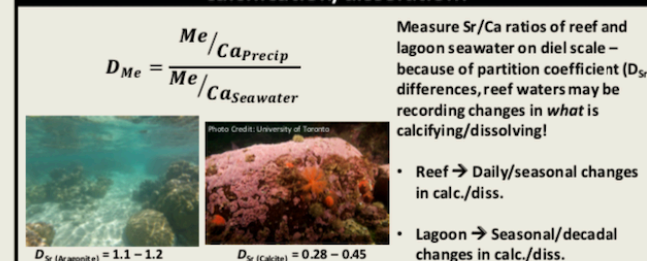 D_Me = Me/Ca_Precip / Me/Ca_Seawater
Photo Credit: University of Toronto
D_Sr (Aragonite) = 1.1 – 1.2
D_Sr (Calcite) = 0.28 – 0.45
Measure Sr/Ca ratios of reef and
lagoon seawater on diel scale –
because of partition coefficient (D_Sr
differences, reef waters may be
recording changes in what is
calcifying/dissolving!
• Reef → Daily/seasonal changes
in calc./diss.
• Lagoon → Seasonal/decadal
changes in calc./diss.